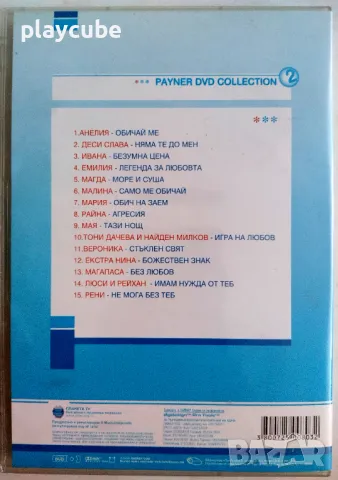 playcube
*** PAYNER DVD COLLECTION 2
***
1.АНЕЛИЯ - ОБИЧАЙ МЕ
2. ДЕСИ СЛАВА - НЯМА ТЕ ДО МЕН
3. ИВАНА - БЕЗУМНА ЦЕНА
4. ЕМИЛИЯ - ЛЕГЕНДА ЗА ЛЮБОВТА
5. МАГДА - МОРЕ И СУША
6. МАЛИНА - САМО МЕ ОБИЧАЙ
7. МАРИЯ - ОБИЧ НА ЗАЕМ
8. РАЙНА - АГРЕСИЯ
9. МАЯ - ТАЗИ НОЩ
10.ТОНИ ДАЧЕВА И НАЙДЕН МИЛКОВ - ИГРА НА ЛЮБОВ
11.ВЕРОНИКА - СТЪКЛЕН СВЯТ
12. ЕКСТРА НИНА - БОЖЕСТВЕН ЗНАК
13. МАГАПАСА - БЕЗ ЛЮБОВ
14. ЛЮСИ И РЕЙХАН - ИМАМ НУЖДА ОТ ТЕБ
15. РЕНИ - НЕ МОГА БЕЗ ТЕБ
ПЛАНЕТА TV
bazar